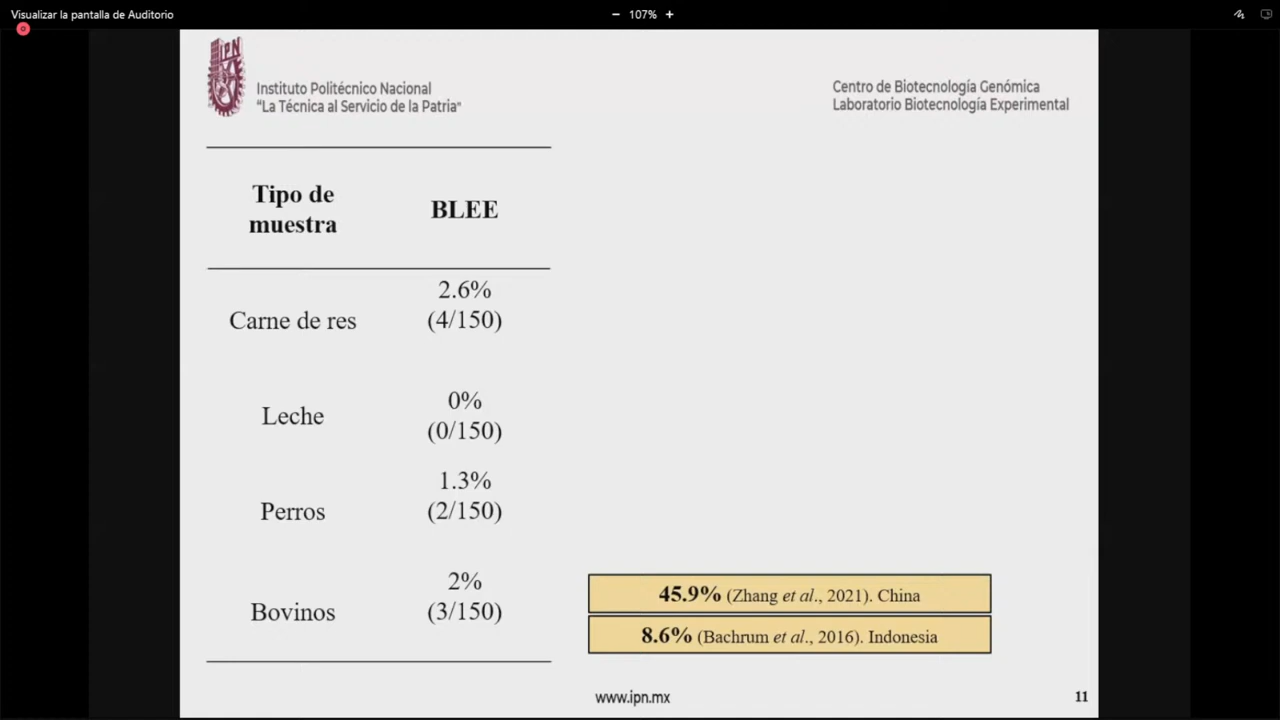 Visualizar la pantalla de Auditorio
− 107% +
IPN
Instituto Politécnico Nacional
"La Técnica al Servicio de la Patria"
Centro de Biotecnología Genómica
Laboratorio Biotecnología Experimental
Tipo de
muestra
BLEE
Carne de res
2.6%
(4/150)
Leche
0%
(0/150)
Perros
1.3%
(2/150)
Bovinos
2%
(3/150)
45.9% (Zhang et al., 2021). China
8.6% (Bachrum et al., 2016). Indonesia
www.ipn.mx
11